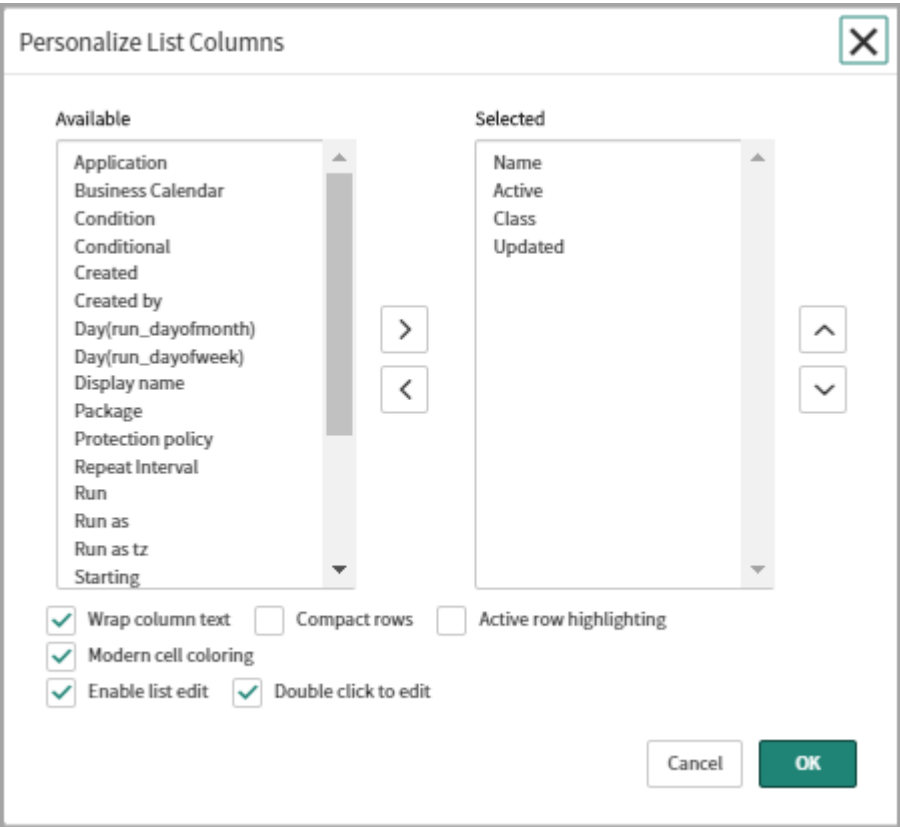 Personalize List Columns
Available
Application
Business Calendar
Condition
Conditional
Created
Created by
Day(run_dayofmonth)
Day(run_dayofweek)
Display name
Package
Protection policy
Repeat Interval
Run
Run as
Run as tz
Starting
Selected
Name
Active
Class
Updated
Wrap column text Compact rows Active row highlighting
Modern cell coloring
Enable list edit Double click to edit
Cancel OK